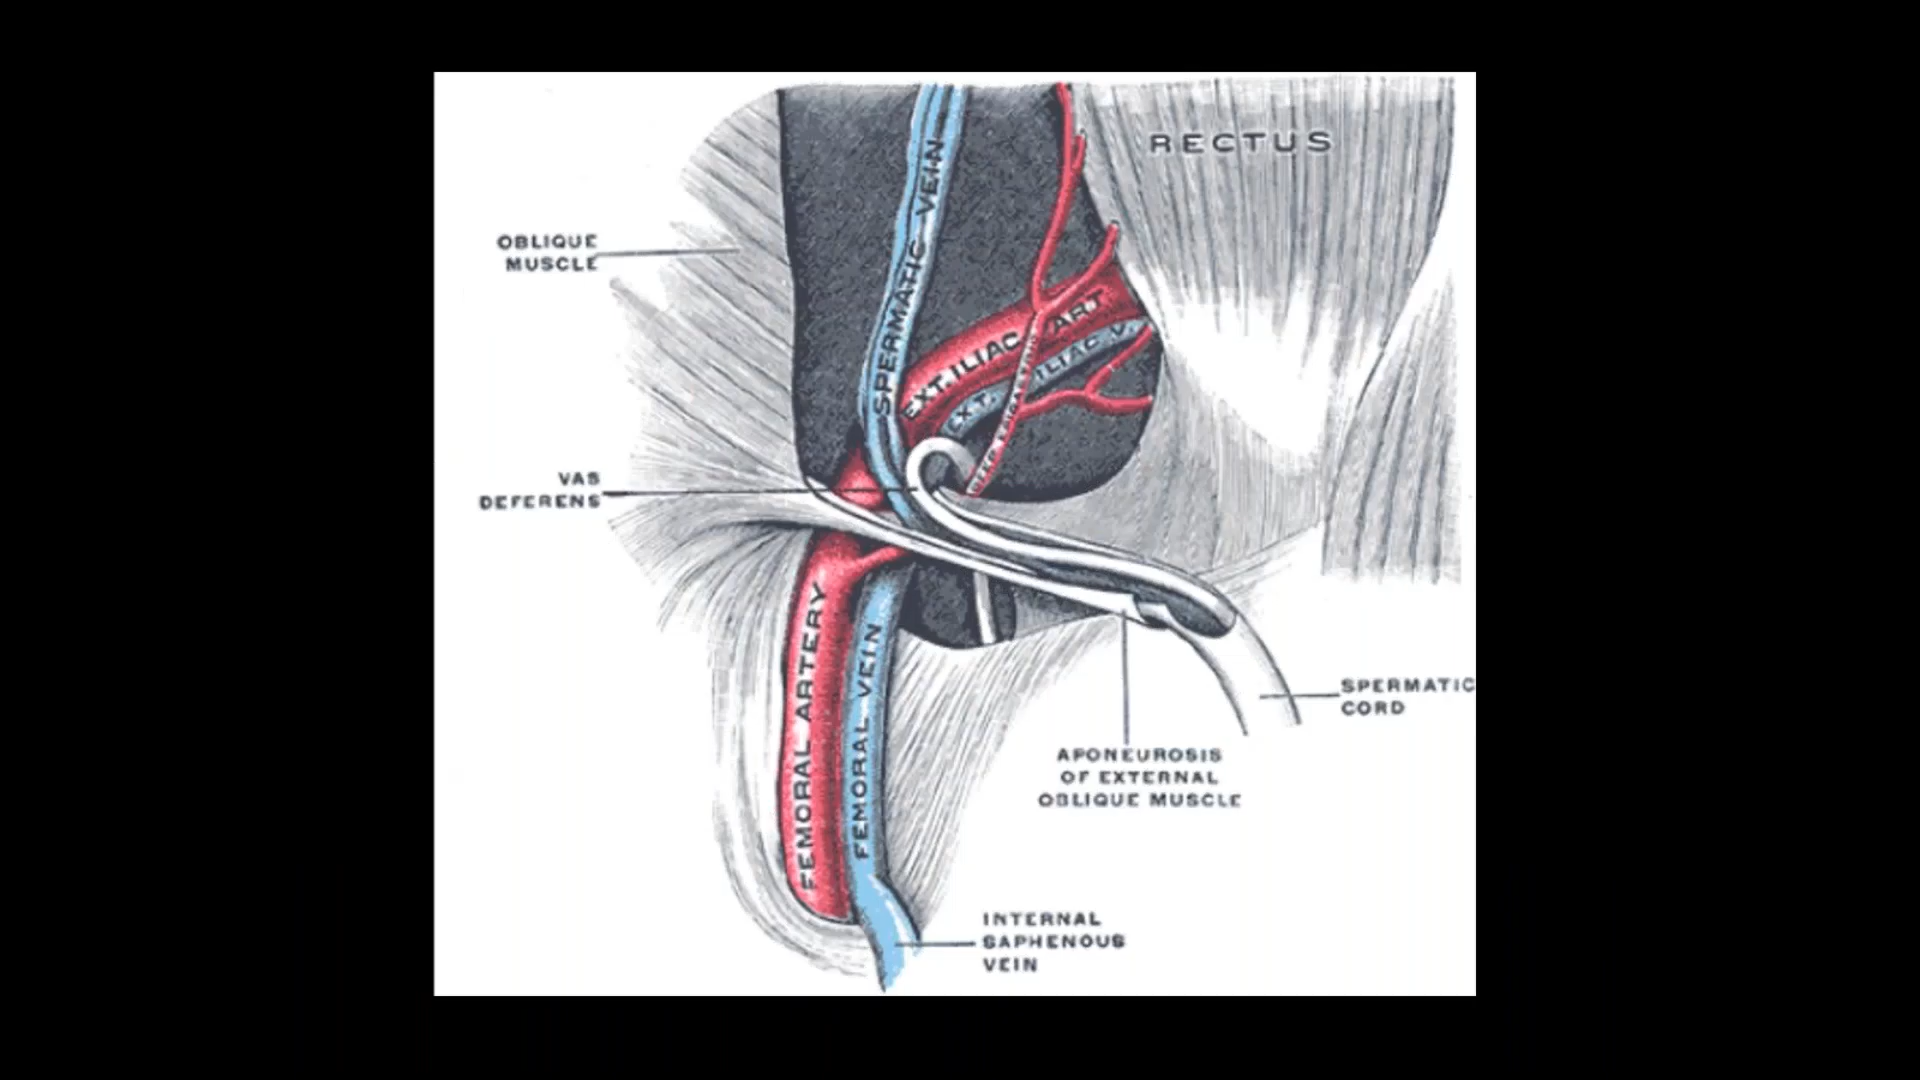 RECTUS
SPERMATIC VEIN
OBLIQUE
MUSCLE
EXT. ILIAC ART.
EXT. ILIAC V.
DEEP EPIGASTRIC
VAS
DEFERENS
FEMORAL ARTERY
FEMORAL VEIN
SPERMATIC
CORD
APONEUROSIS
OF EXTERNAL
OBLIQUE MUSCLE
INTERNAL
SAPHENOUS
VEIN